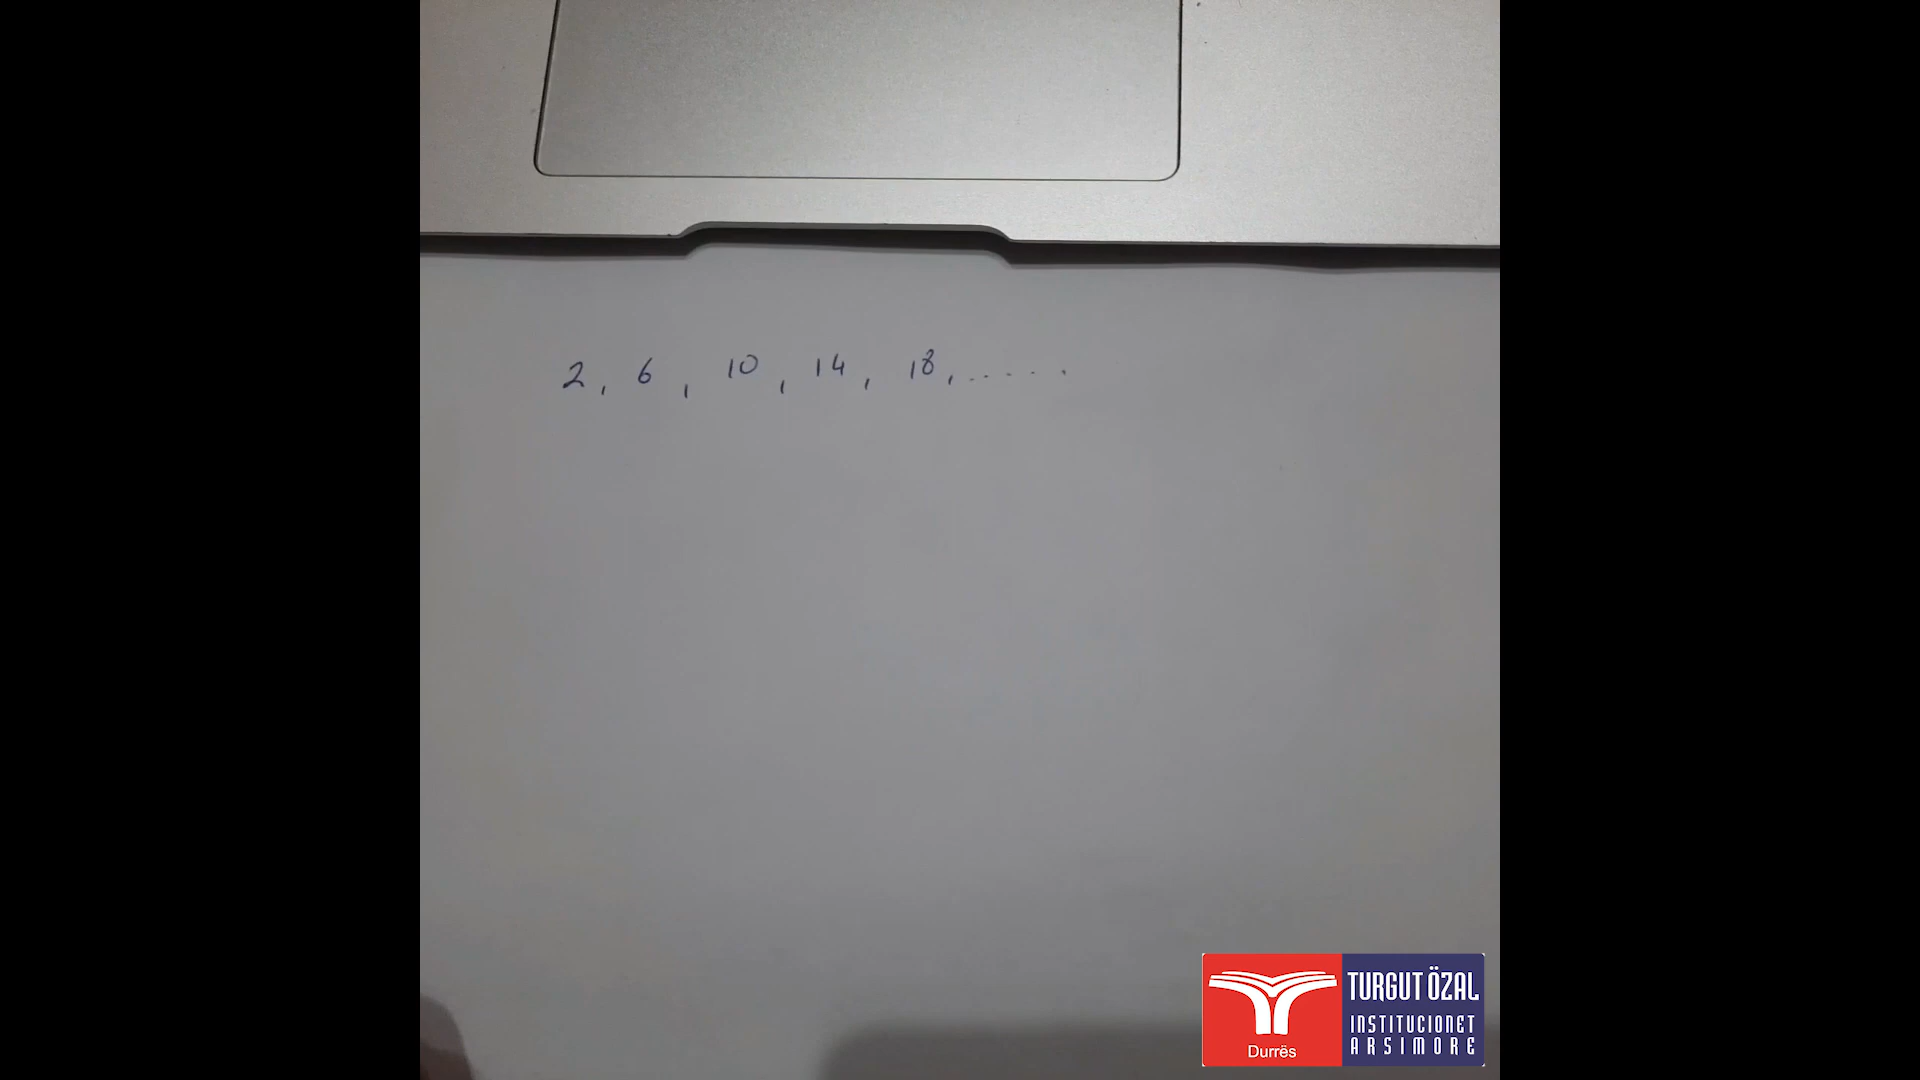 2, 6, 10, 14, 18, ......
TURGUT ÖZAL
INSTITUCIONET
ARSIMORE
Durrës